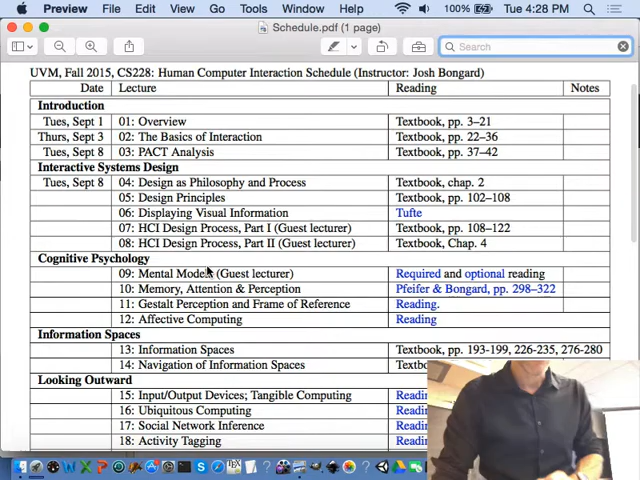 Preview File Edit View Go Tools Window Help 100% Tue 4:28 PM
Schedule.pdf (1 page)
Search
UVM, Fall 2015, CS228: Human Computer Interaction Schedule (Instructor: Josh Bongard)
Date Lecture Reading Notes
Introduction
Tues, Sept 1 01: Overview Textbook, pp. 3–21
Thurs, Sept 3 02: The Basics of Interaction Textbook, pp. 22–36
Tues, Sept 8 03: PACT Analysis Textbook, pp. 37–42
Interactive Systems Design
Tues, Sept 8 04: Design as Philosophy and Process Textbook, chap. 2
05: Design Principles Textbook, pp. 102–108
06: Displaying Visual Information Tufte
07: HCI Design Process, Part I (Guest lecturer) Textbook, pp. 108–122
08: HCI Design Process, Part II (Guest lecturer) Textbook, Chap. 4
Cognitive Psychology
09: Mental Models (Guest lecturer) Required and optional reading
10: Memory, Attention & Perception Pfeifer & Bongard, pp. 298–322
11: Gestalt Perception and Frame of Reference Reading.
12: Affective Computing Reading
Information Spaces
13: Information Spaces Textbook, pp. 193-199, 226-235, 276-280
14: Navigation of Information Spaces Textb
Looking Outward
15: Input/Output Devices; Tangible Computing Readi
16: Ubiquitous Computing Readi
17: Social Network Inference Readi
18: Activity Tagging Readi